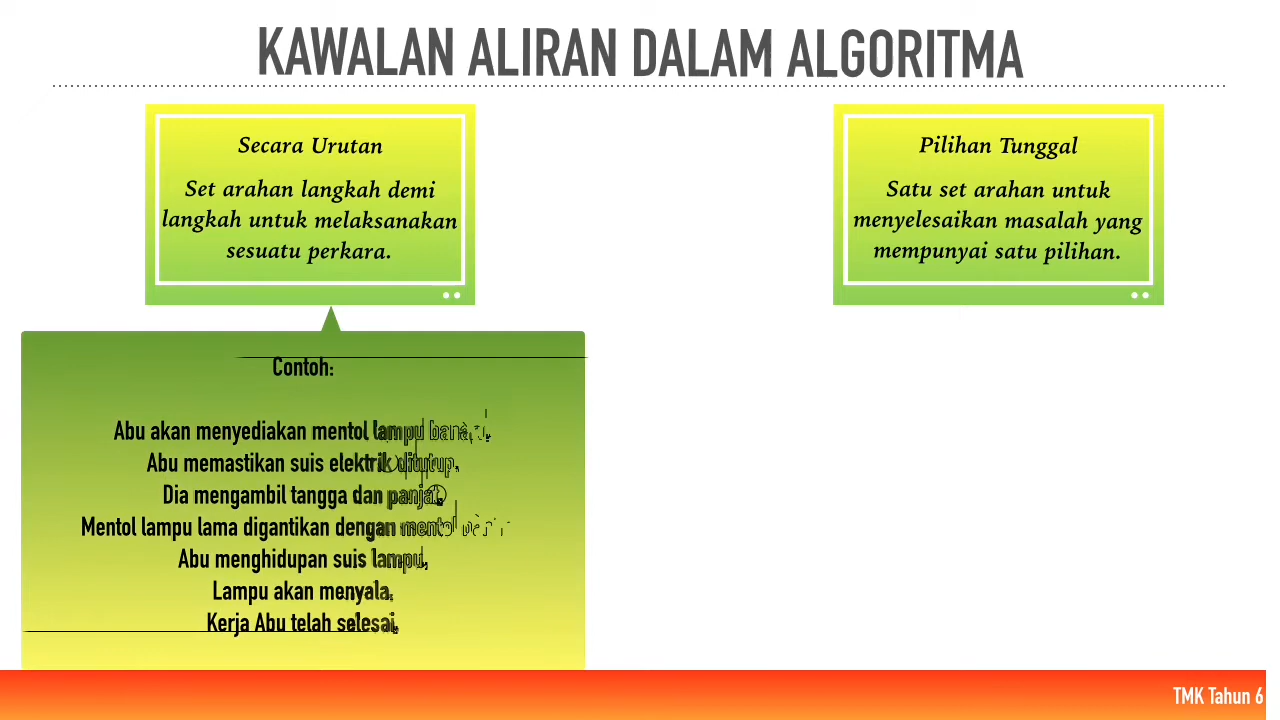 KAWALAN ALIRAN DALAM ALGORITMA
Secara Urutan
Set arahan langkah demi
langkah untuk melaksanakan
sesuatu perkara.
Pilihan Tunggal
Satu set arahan untuk
menyelesaikan masalah yang
mempunyai satu pilihan.
Contoh:
Abu akan menyediakan mentol lampu
Abu memastikan suis elektrik ditutup.
Dia mengambil tangga dan panjat.
Mentol lampu lama digantikan dengan mentol
Abu menghidupan suis lampu.
Lampu akan menyala.
Kerja Abu telah selesai.
TMK Tahun 6